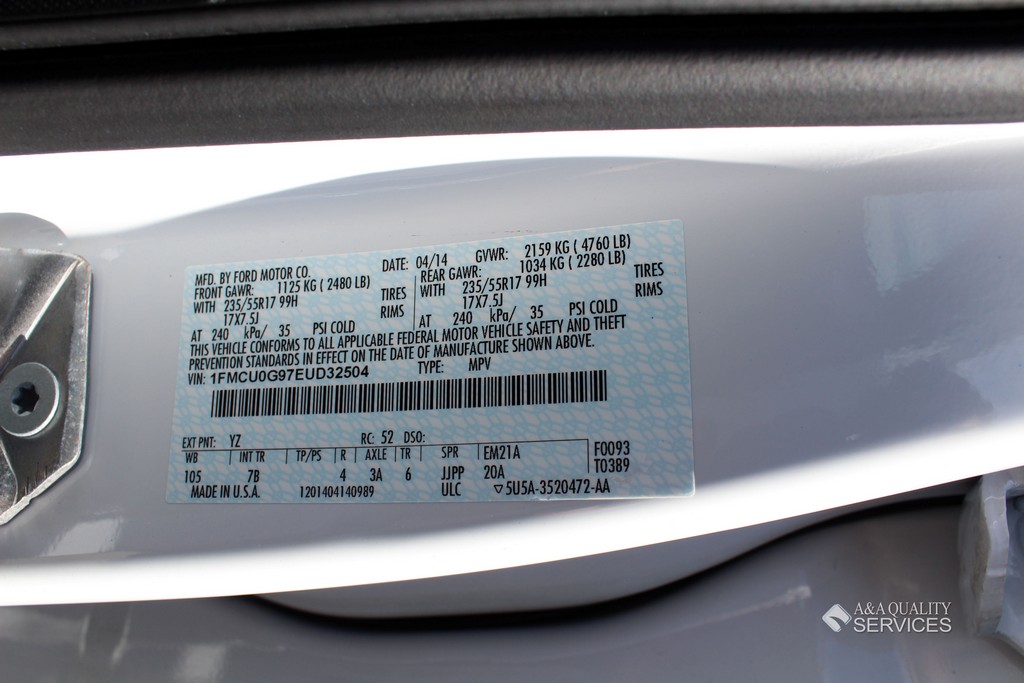 MFD. BY FORD MOTOR CO. DATE: 04/14 GVWR: 2159 KG ( 4760 LB)
FRONT GAWR: 1125 KG ( 2480 LB) REAR GAWR: 1034 KG ( 2280 LB)
WITH 235/55R17 99H TIRES WITH 235/55R17 99H TIRES
17X7.5J RIMS 17X7.5J RIMS
AT 240 kPa/ 35 PSI COLD AT 240 kPa/ 35 PSI COLD
THIS VEHICLE CONFORMS TO ALL APPLICABLE FEDERAL MOTOR VEHICLE SAFETY AND THEFT
PREVENTION STANDARDS IN EFFECT ON THE DATE OF MANUFACTURE SHOWN ABOVE.
VIN: 1FMCU0G97EUD32504 TYPE: MPV
EXT PNT: YZ RC: 52 DSO:
WB INT TR TP/PS R AXLE TR SPR EM21A F0093
105 7B 4 3A 6 JJPP 20A T0389
MADE IN U.S.A. 1201404140989 ULC ▽5U5A-3520472-AA
A&A QUALITY
SERVICES